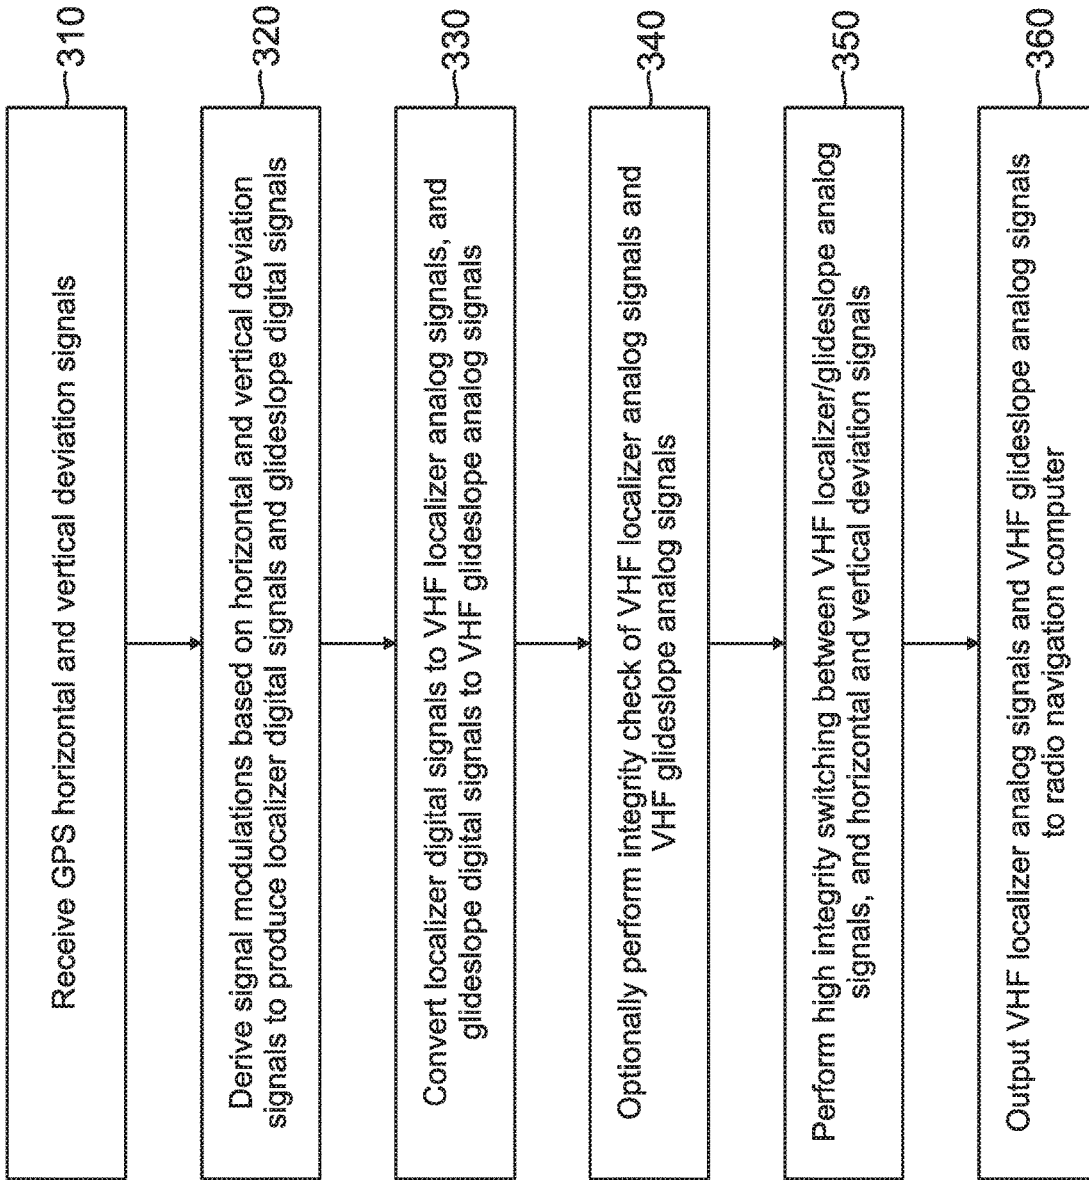 Receive GPS horizontal and vertical deviation signals
310
Derive signal modulations based on horizontal and vertical deviation
signals to produce localizer digital signals and glideslope digital signals
320
Convert localizer digital signals to VHF localizer analog signals, and
glideslope digital signals to VHF glideslope analog signals
330
Optionally perform integrity check of VHF localizer analog signals and
VHF glideslope analog signals
340
Perform high integrity switching between VHF localizer/glideslope analog
signals, and horizontal and vertical deviation signals
350
Output VHF localizer analog signals and VHF glideslope analog signals
to radio navigation computer
360